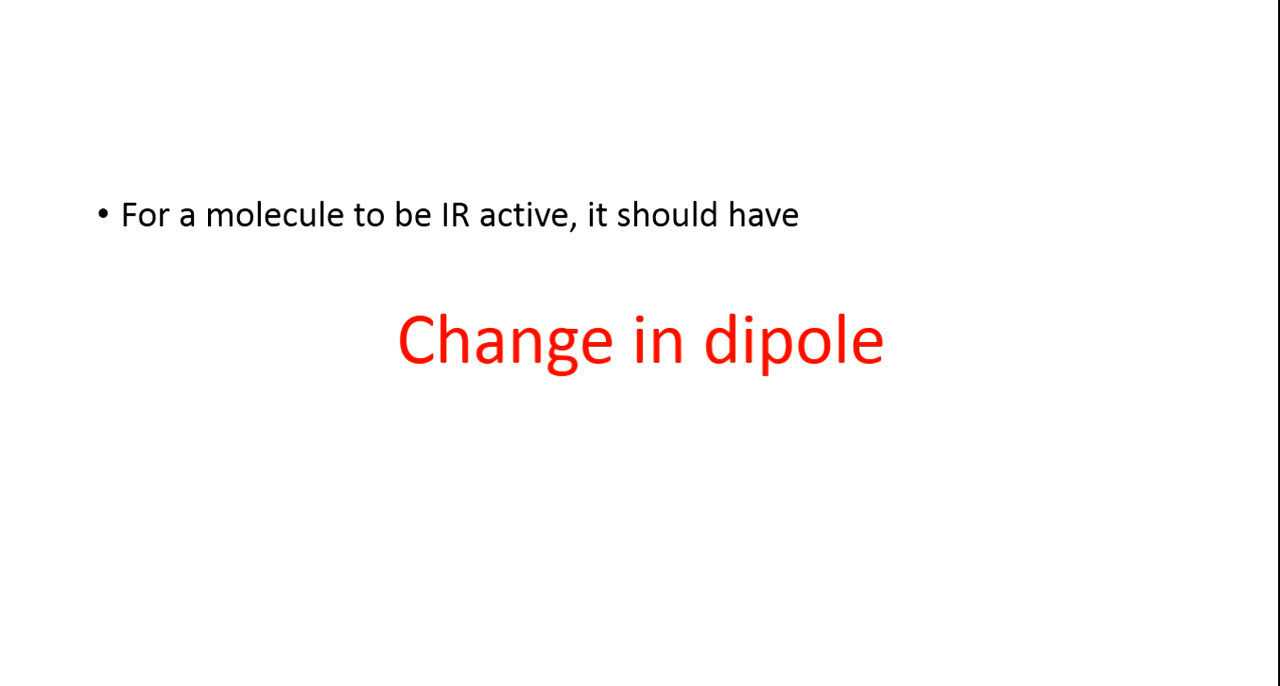 • For a molecule to be IR active, it should have
Change in dipole